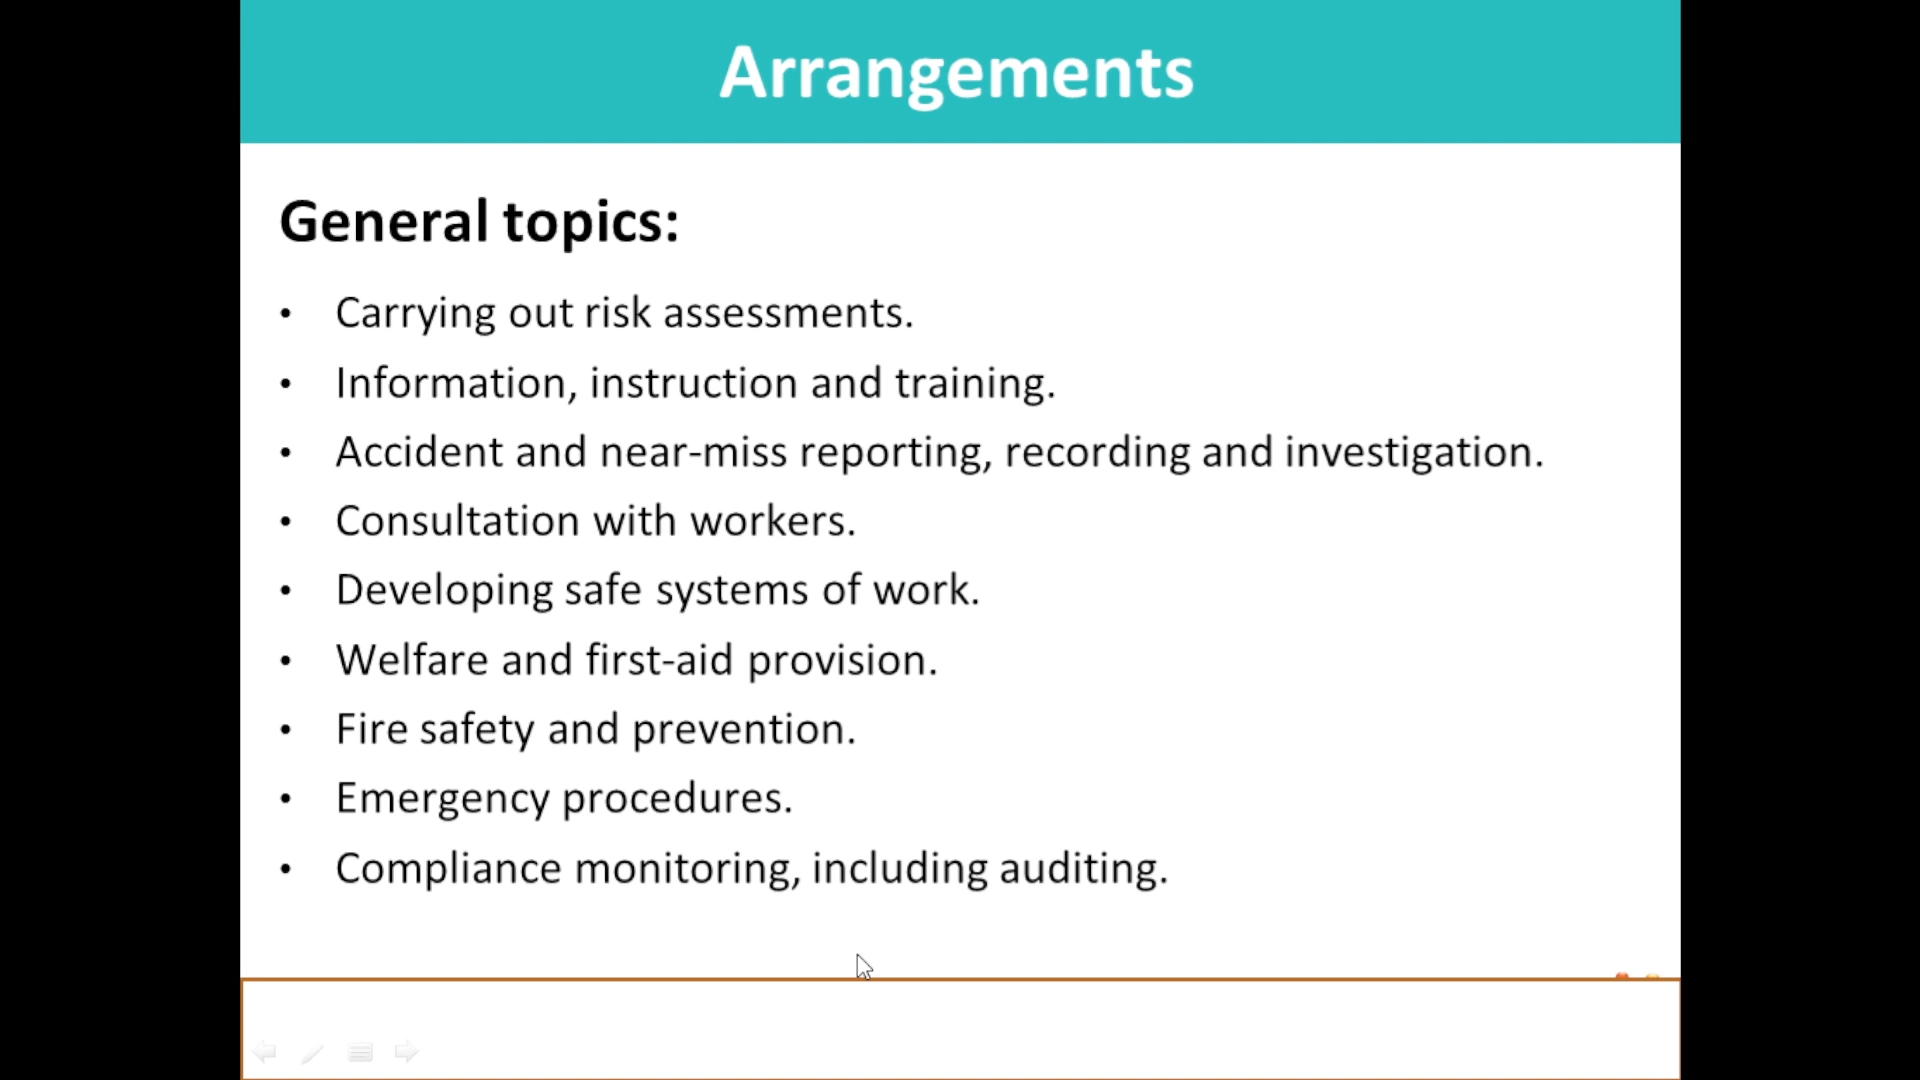 Arrangements
General topics:
• Carrying out risk assessments.
• Information, instruction and training.
• Accident and near-miss reporting, recording and investigation.
• Consultation with workers.
• Developing safe systems of work.
• Welfare and first-aid provision.
• Fire safety and prevention.
• Emergency procedures.
• Compliance monitoring, including auditing.